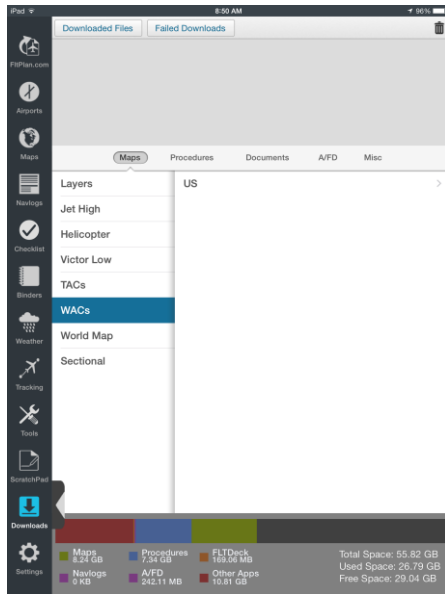 iPad 8:50 AM 96%
Downloaded Files Failed Downloads
FltPlan.com
Airports
Maps
Navlogs
Checklist
Binders
Weather
Tracking
Tools
ScratchPad
Downloads
Settings
Maps Procedures Documents A/FD Misc
Layers
Jet High
Helicopter
Victor Low
TACs
WACs
World Map
Sectional
US
Maps
8.24 GB
Procedures
7.34 GB
FLTDeck
169.06 MB
Navlogs
0 KB
A/FD
242.11 MB
Other Apps
10.81 GB
Total Space: 55.82 GB
Used Space: 26.79 GB
Free Space: 29.04 GB